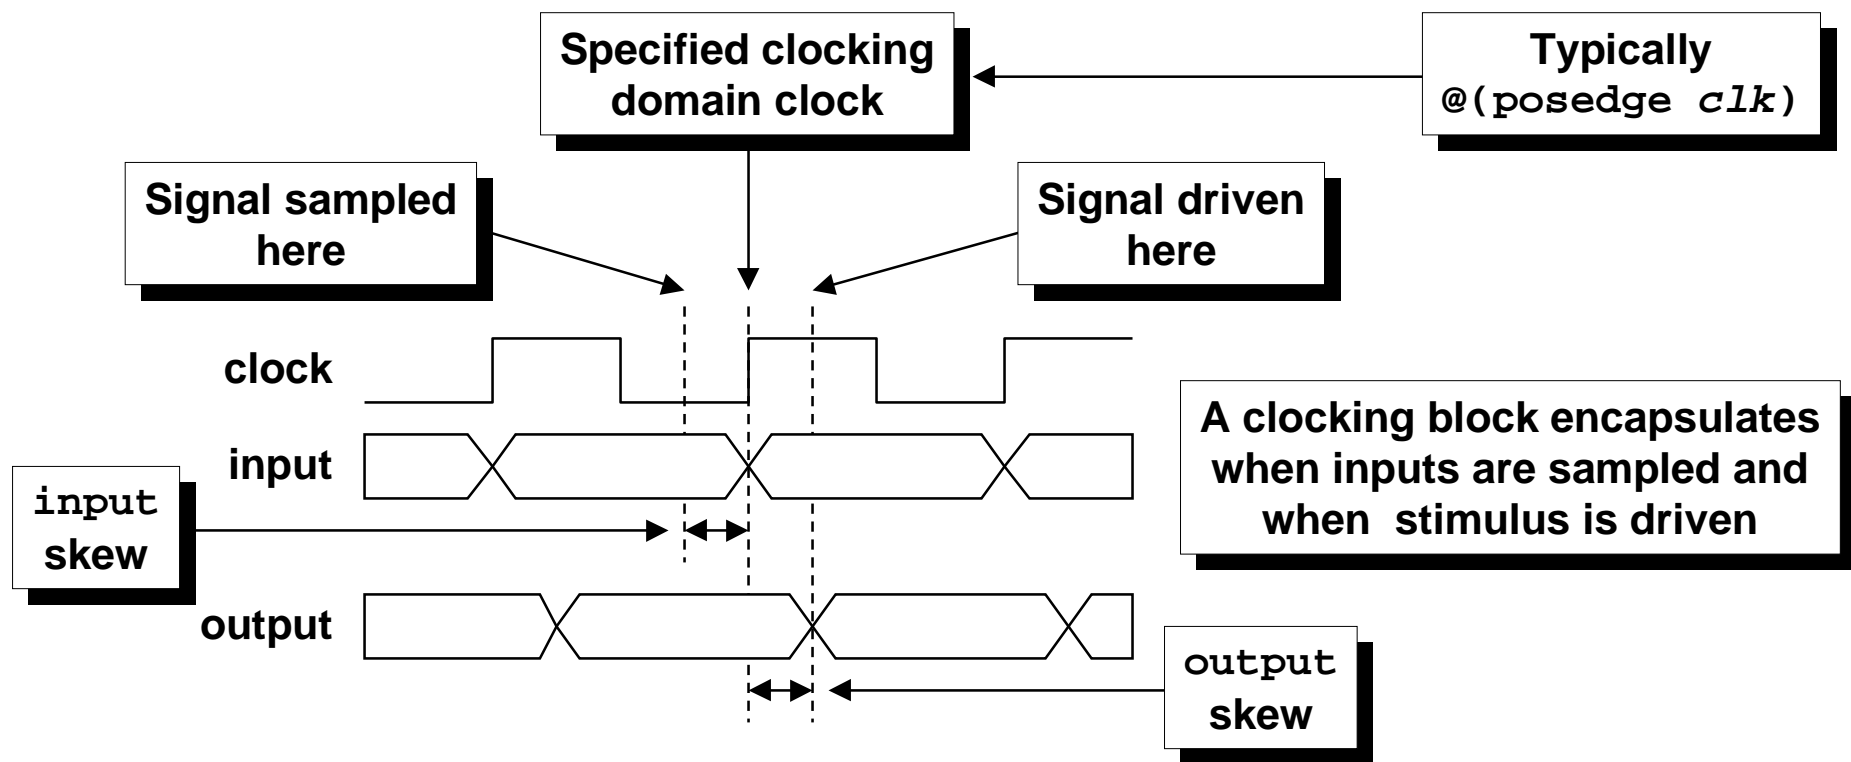 Specified clocking
domain clock
Typically
@(posedge clk)
Signal sampled
here
Signal driven
here
clock
input
A clocking block encapsulates
when inputs are sampled and
when stimulus is driven
input
skew
output
output
skew